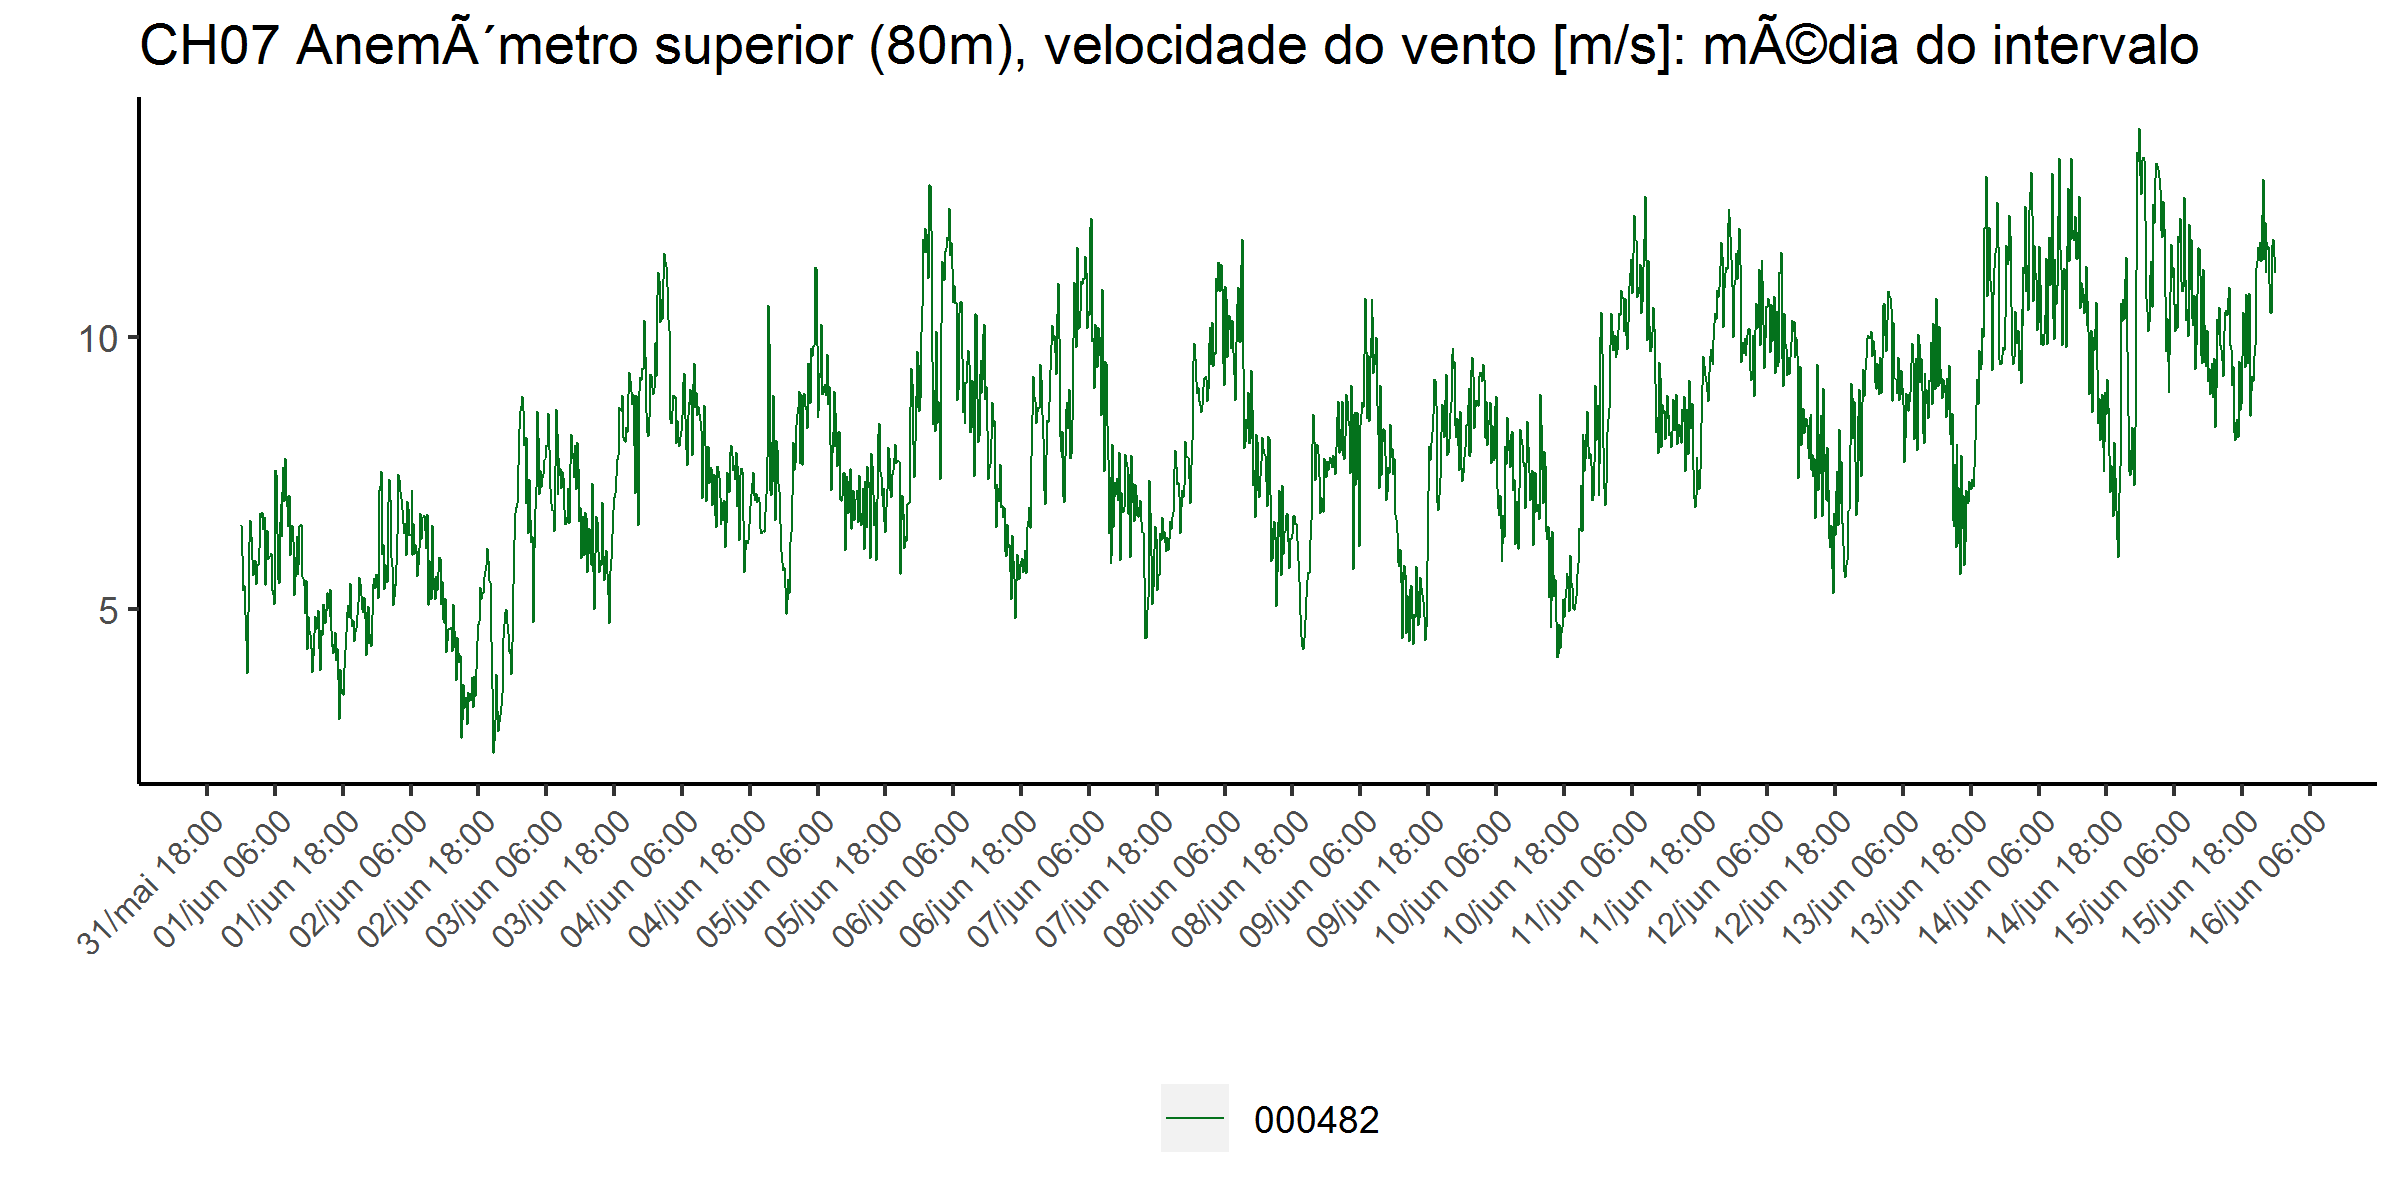 CH07 AnemÃ´metro superior (80m), velocidade do vento [m/s]: mÃ©dia do intervalo
10
5
31/mai 18:00
01/jun 06:00
01/jun 18:00
02/jun 06:00
02/jun 18:00
03/jun 06:00
03/jun 18:00
04/jun 06:00
04/jun 18:00
05/jun 06:00
05/jun 18:00
06/jun 06:00
06/jun 18:00
07/jun 06:00
07/jun 18:00
08/jun 06:00
08/jun 18:00
09/jun 06:00
09/jun 18:00
10/jun 06:00
10/jun 18:00
11/jun 06:00
11/jun 18:00
12/jun 06:00
12/jun 18:00
13/jun 06:00
13/jun 18:00
14/jun 06:00
14/jun 18:00
15/jun 06:00
15/jun 18:00
16/jun 06:00
000482